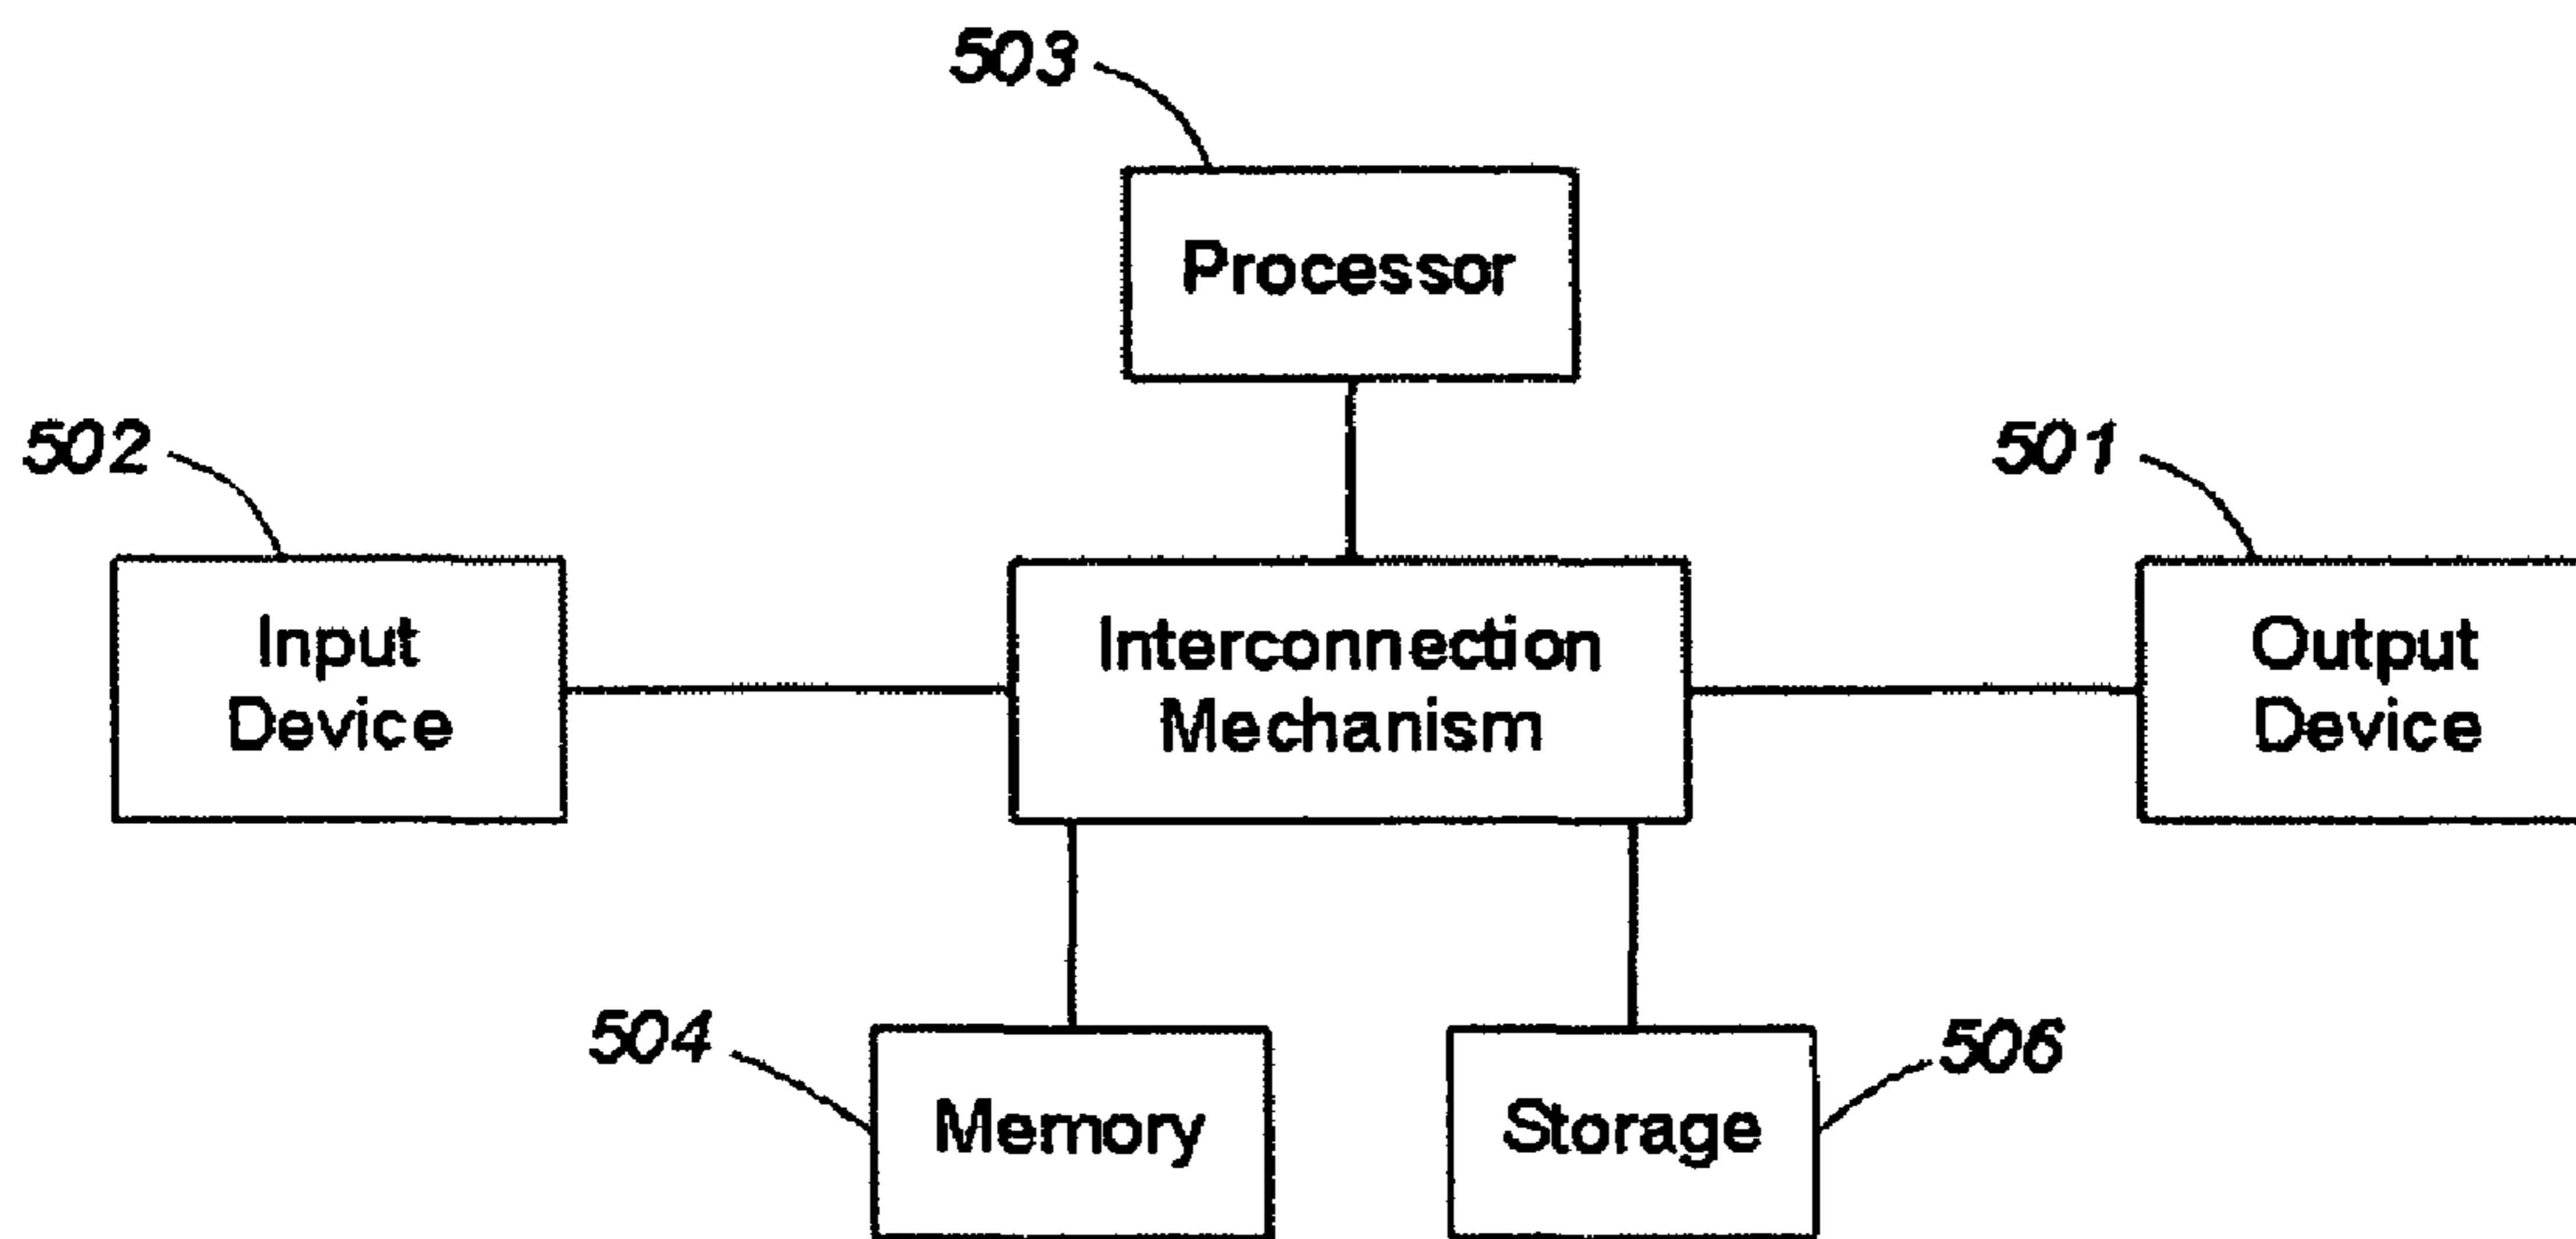 503
Processor
502
501
Input
Device
Interconnection
Mechanism
Output
Device
504
506
Memory
Storage